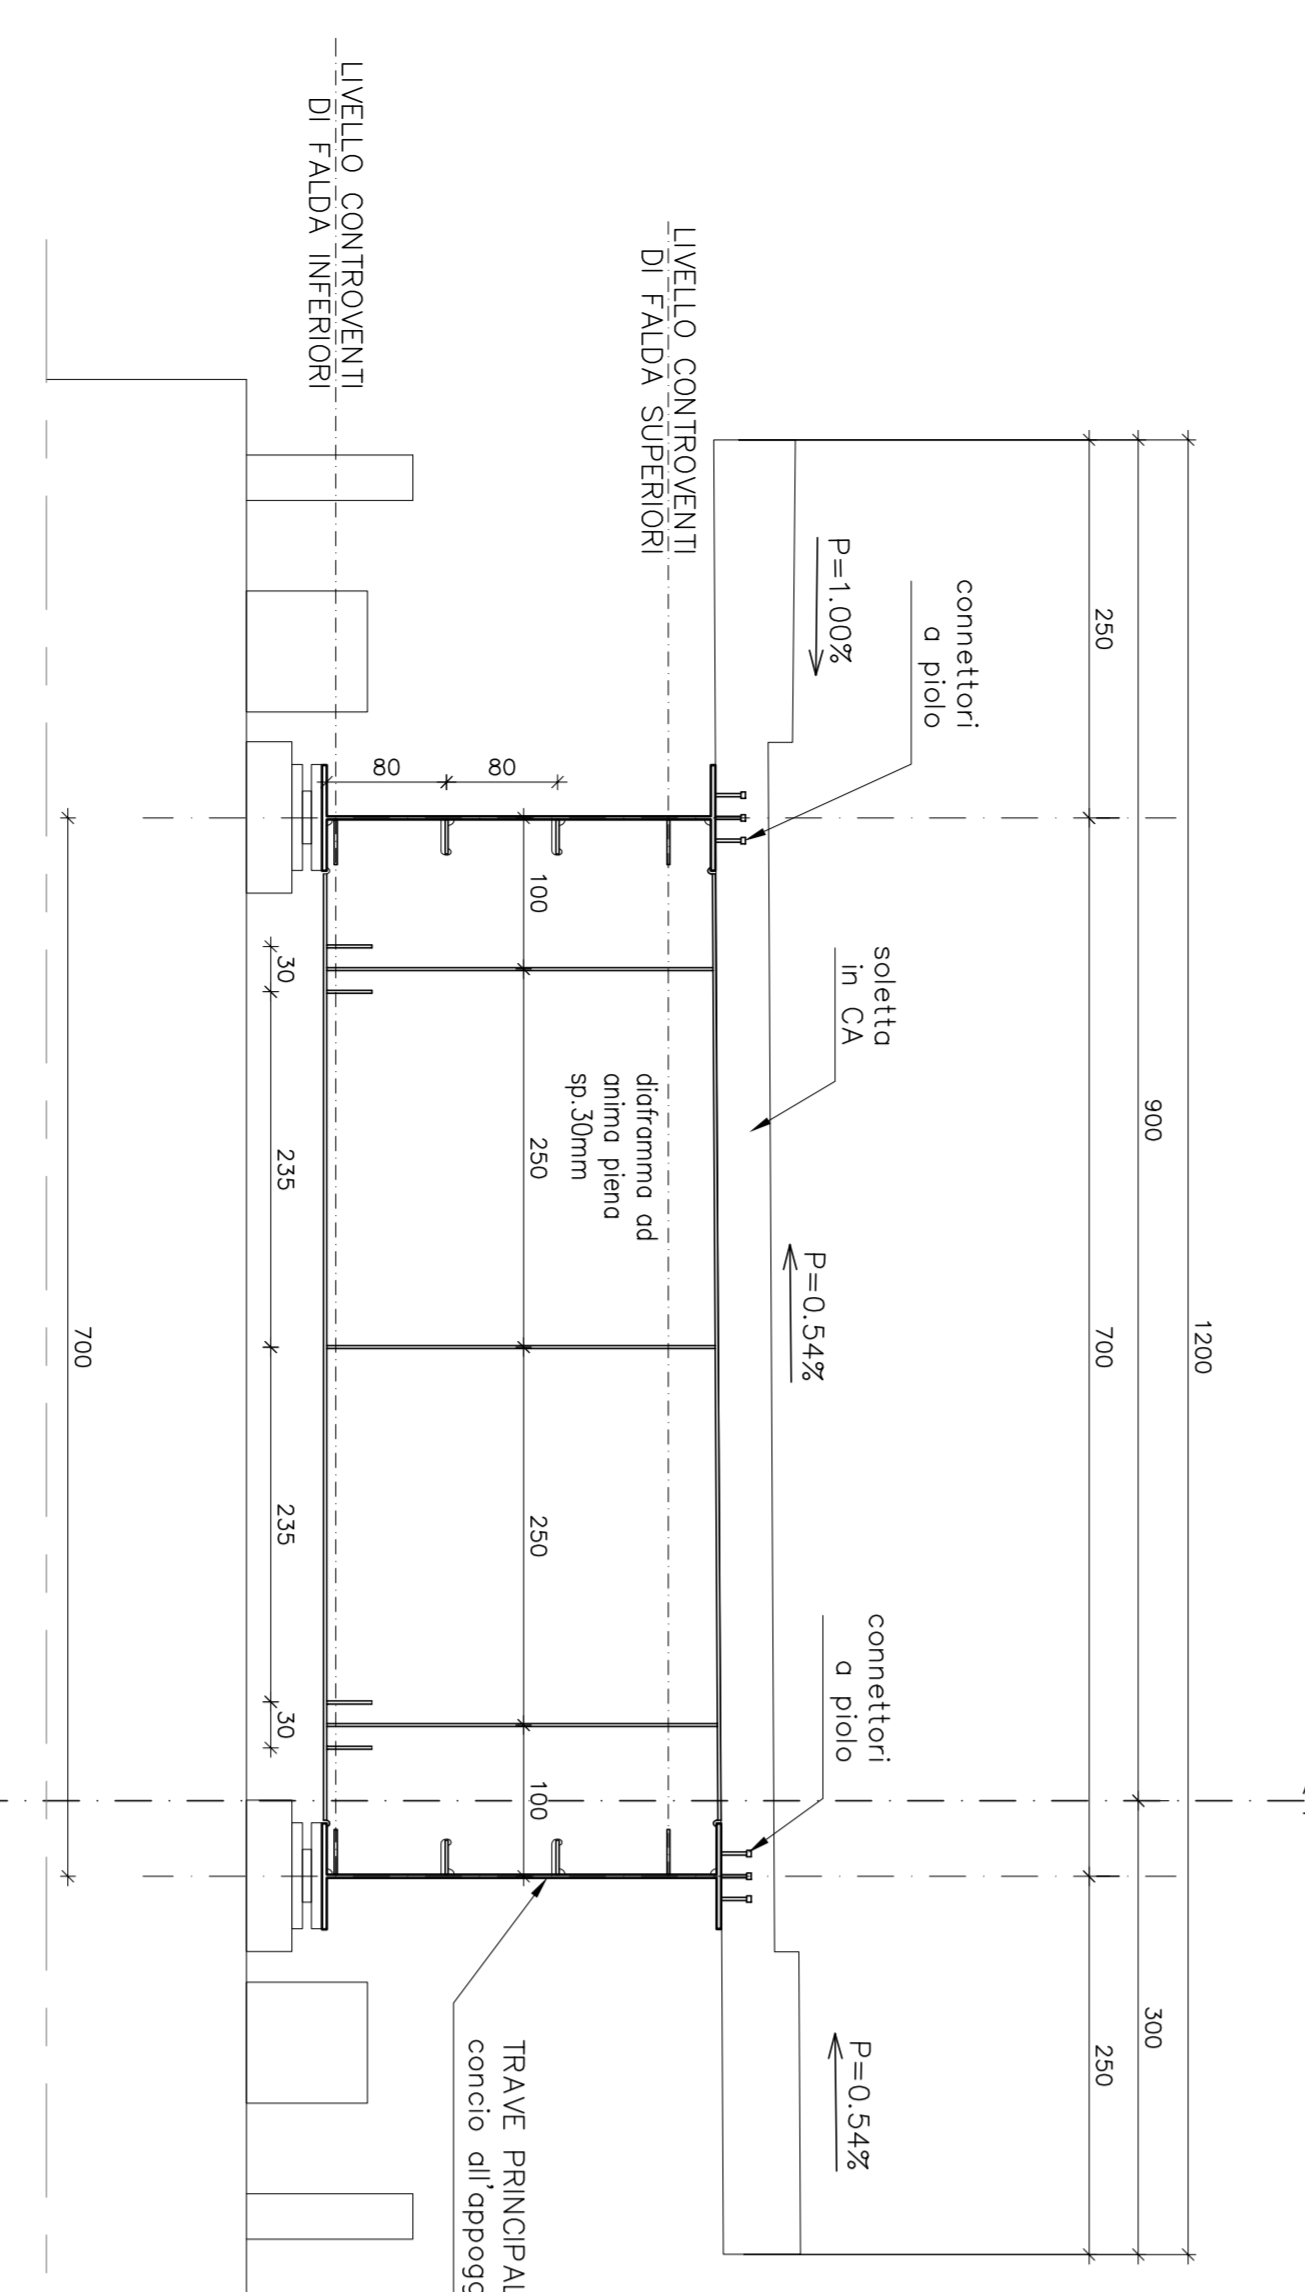 1200
900
300
250
700
250
connettori
a piolo
P=1.00%
soletta
in CA
P=0.54%
connettori
a piolo
P=0.54%
LIVELLO CONTROVENTI
DI FALDA SUPERIORI
LIVELLO CONTROVENTI
DI FALDA INFERIORI
diaframma ad
anima piena
sp.30mm
80
80
100
250
250
100
30
235
235
30
TRAVE PRINCIPAL
concio all'appogg
700